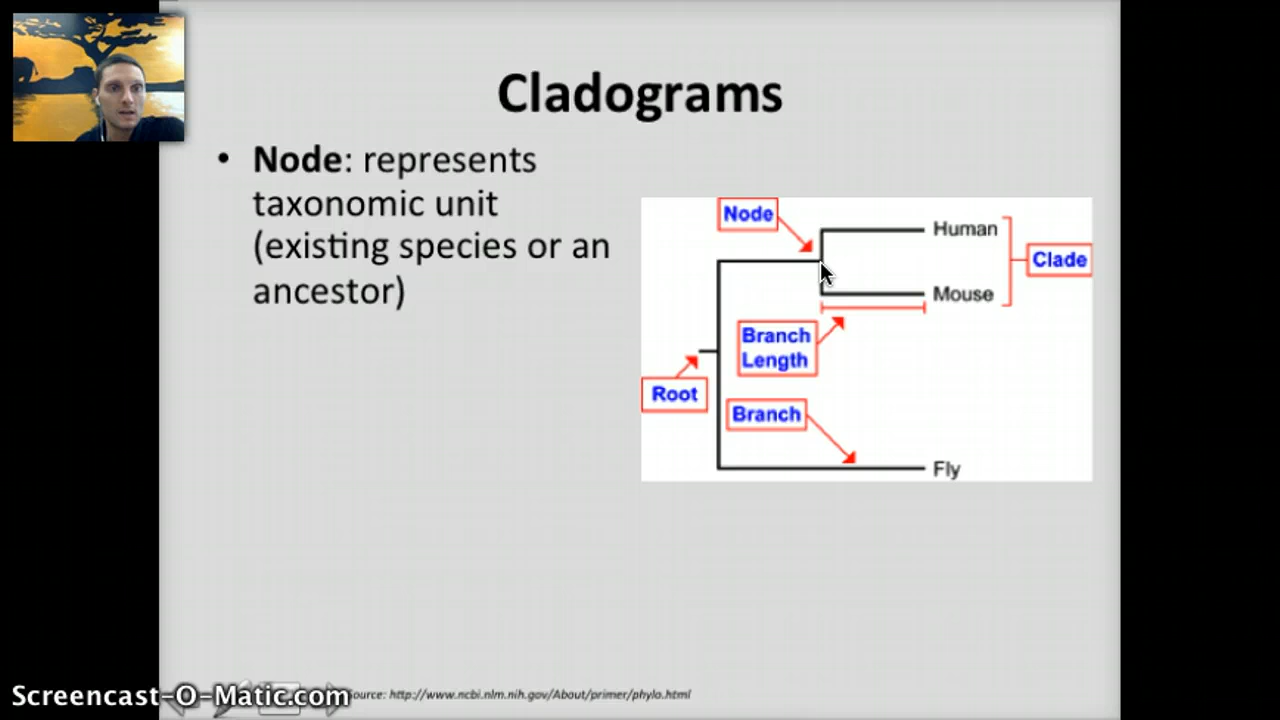 Cladograms
• Node: represents
taxonomic unit
(existing species or an
ancestor)
Node
Human
Clade
Mouse
Branch
Length
Root
Branch
Fly
Source: http://www.ncbi.nlm.nih.gov/About/primer/phylo.html
Screencast-O-Matic.com